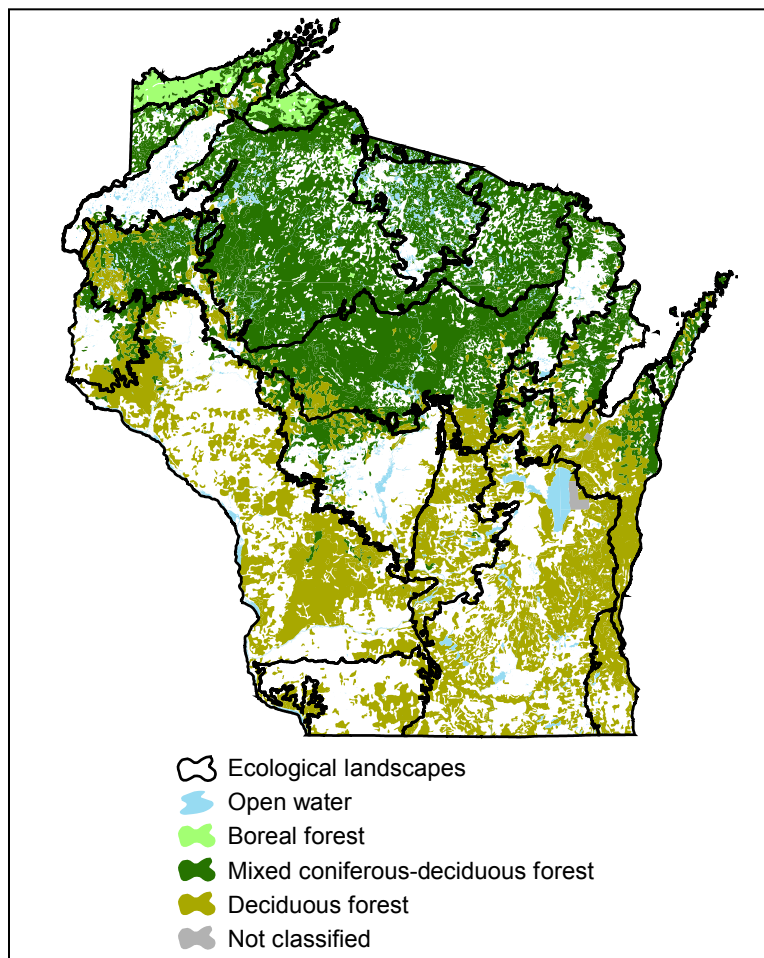 Ecological landscapes
Open water
Boreal forest
Mixed coniferous-deciduous forest
Deciduous forest
Not classified